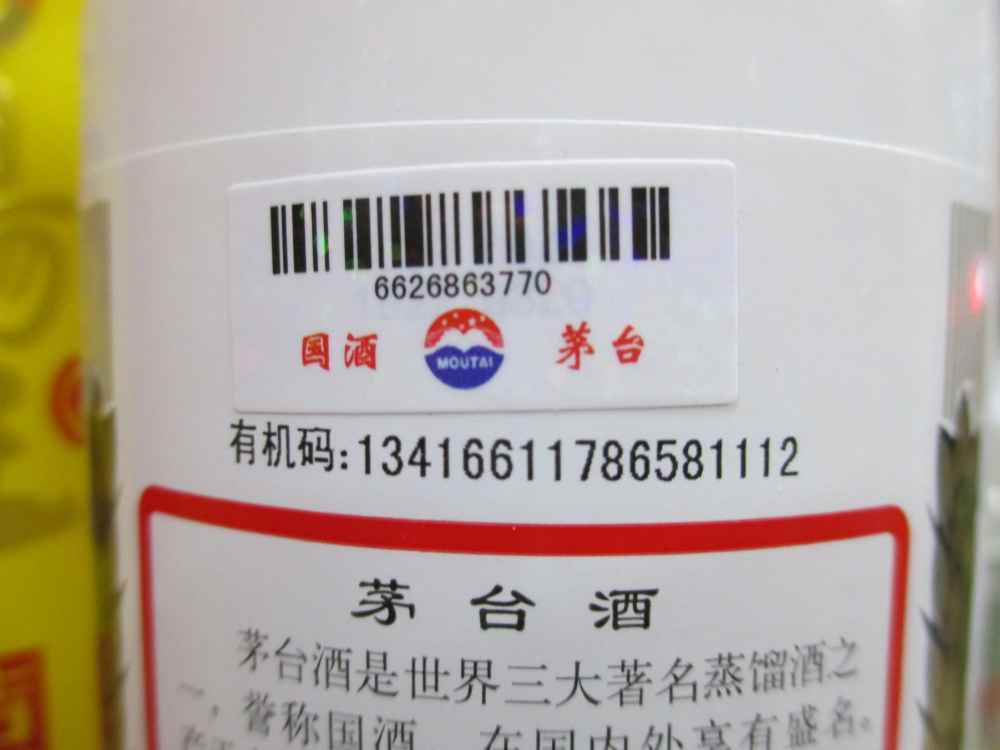 6626863770
国酒 MOUTAI 茅台
有机码:13416611786581112
茅台酒
茅台酒是世界三大著名蒸馏酒之
一，誉称国酒。在国内外享有盛名。